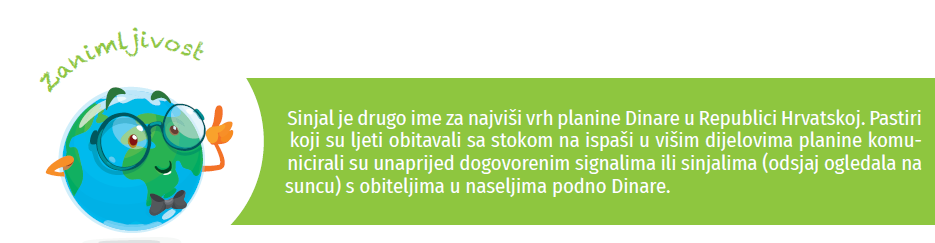 Zanimljivost
Sinjal je drugo ime za najviši vrh planine Dinare u Republici Hrvatskoj. Pastiri
koji su ljeti obitavali sa stokom na ispaši u višim dijelovima planine komu-
nicirali su unaprijed dogovorenim signalima ili sinjalima (odsjaj ogledala na
suncu) s obiteljima u naseljima podno Dinare.